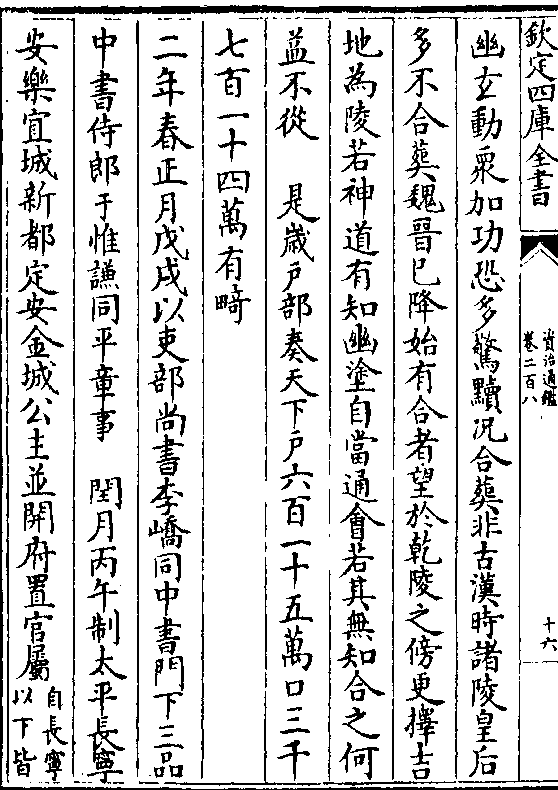 欽定四庫全書
資治通鑑
卷二百八
十六
幽玄動衆加功恐多驚黷況合葬非古漢時諸陵皇后
多不合葬魏晉已降始有合者望於乾陵之傍更擇吉
地為陵若神道有知幽塗自當通會若其無知合之何
益不從　是歲戶部奏天下戶六百一十五萬口三千
七百一十四萬有畸
二年春正月戊戌以吏部尚書李嶠同中書門下三品
中書侍郎于惟謙同平章事　閏月丙午制太平長寧
安樂宜城新都定安金城公主並開府置官屬
自長寧
以下皆